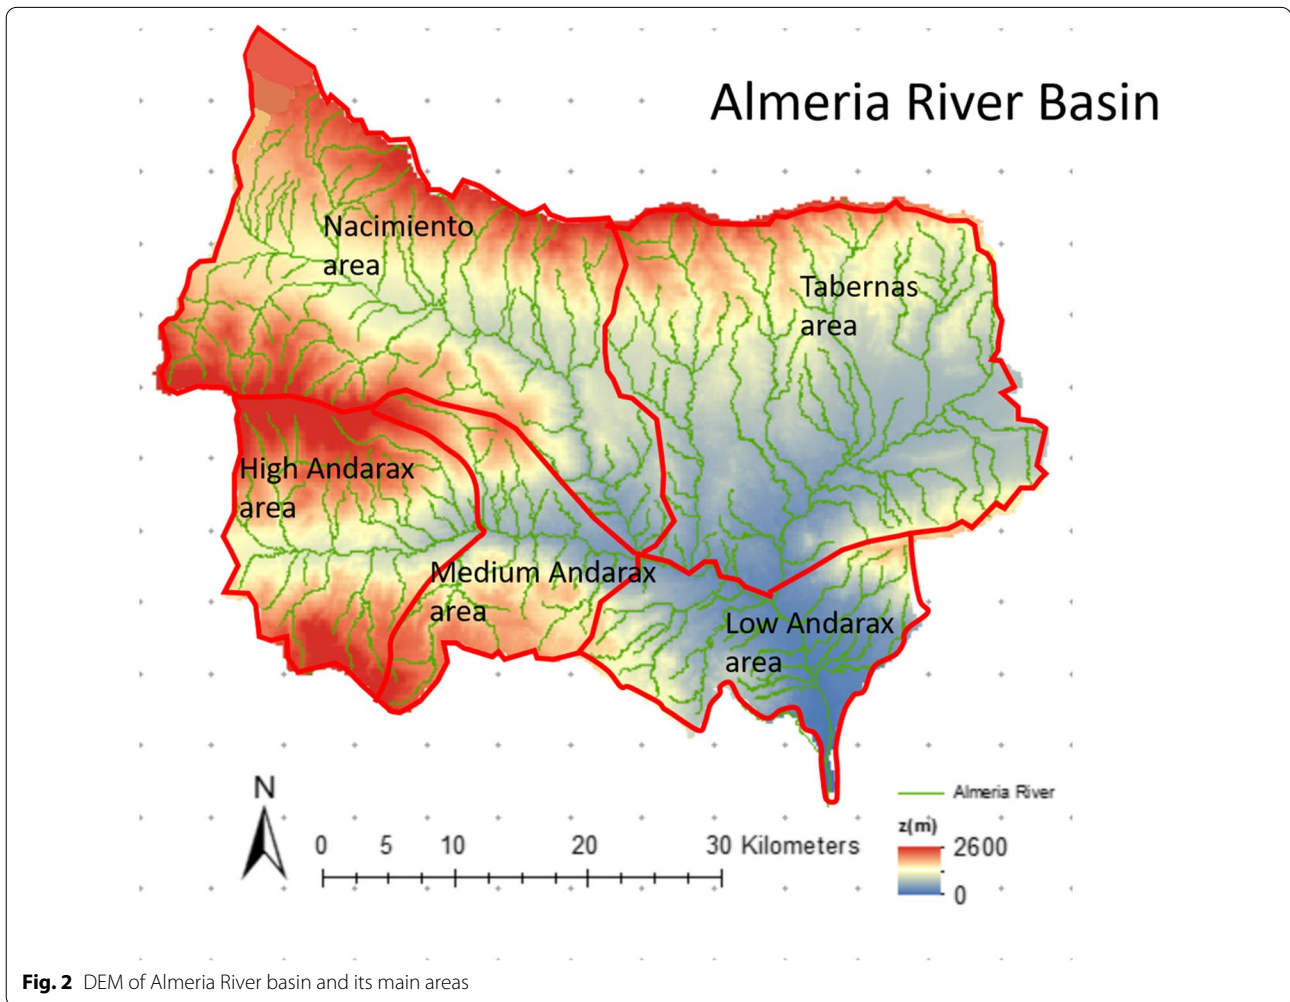 Almeria River Basin
Nacimiento
area
Tabernas
area
High Andarax
area
Medium Andarax
area
Low Andarax
area
N
0 5 10 20 30 Kilometers
Almeria River
z(m)
2600
0
Fig. 2 DEM of Almeria River basin and its main areas